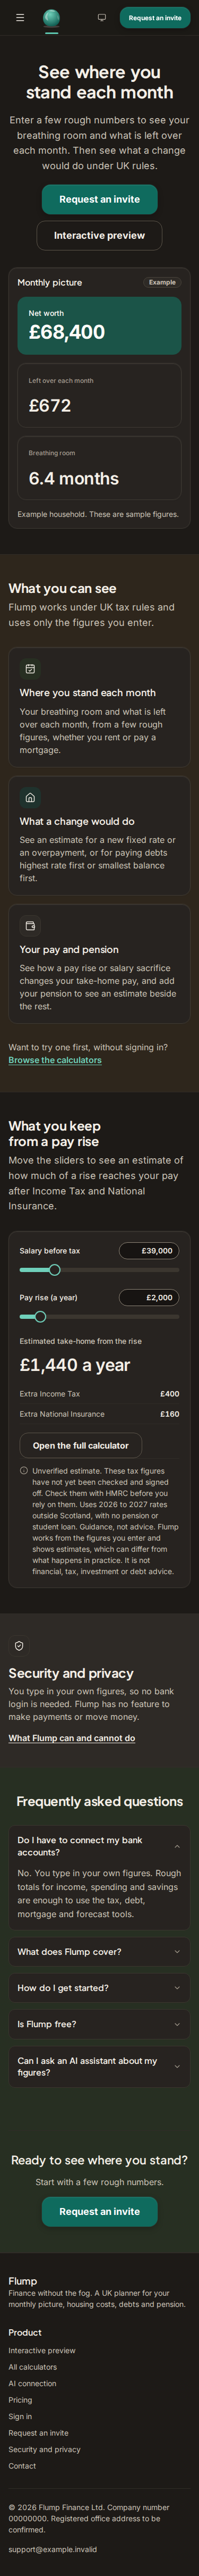 Request an invite
See where you
stand each month
Enter a few rough numbers to see your
breathing room and what is left over
each month. Then see what a change
would do under UK rules.
Request an invite
Interactive preview
Monthly picture
Example
Net worth
£68,400
Left over each month
£672
Breathing room
6.4 months
Example household. These are sample figures.
What you can see
Flump works under UK tax rules and
uses only the figures you enter.
Where you stand each month
Your breathing room and what is left
over each month, from a few rough
figures, whether you rent or pay a
mortgage.
What a change would do
See an estimate for a new fixed rate or
an overpayment, or for paying debts
highest rate first or smallest balance
first.
Your pay and pension
See how a pay rise or salary sacrifice
changes your take-home pay, and add
your pension to see an estimate beside
the rest.
Want to try one first, without signing in?
Browse the calculators
What you keep
from a pay rise
Move the sliders to see an estimate of
how much of a raise reaches your pay
after Income Tax and National
Insurance.
Salary before tax
£39,000
Pay rise (a year)
£2,000
Estimated take-home from the rise
£1,440 a year
Extra Income Tax
£400
Extra National Insurance
£160
Open the full calculator
Unverified estimate. These tax figures
have not yet been checked and signed
off. Check them with HMRC before you
rely on them. Uses 2026 to 2027 rates
outside Scotland, with no pension or
student loan. Guidance, not advice. Flump
works from the figures you enter and
shows estimates, which can differ from
what happens in practice. It is not
financial, tax, investment or debt advice.
Security and privacy
You type in your own figures, so no bank
login is needed. Flump has no feature to
make payments or move money.
What Flump can and cannot do
Frequently asked questions
Do I have to connect my bank
accounts?
No. You type in your own figures. Rough
totals for income, spending and savings
are enough to use the tax, debt,
mortgage and forecast tools.
What does Flump cover?
How do I get started?
Is Flump free?
Can I ask an AI assistant about my
figures?
Ready to see where you stand?
Start with a few rough numbers.
Request an invite
Flump
Finance without the fog. A UK planner for your
monthly picture, housing costs, debts and pension.
Product
Interactive preview
All calculators
AI connection
Pricing
Sign in
Request an invite
Security and privacy
Contact
© 2026 Flump Finance Ltd. Company number
00000000. Registered office address to be
confirmed.
support@example.invalid